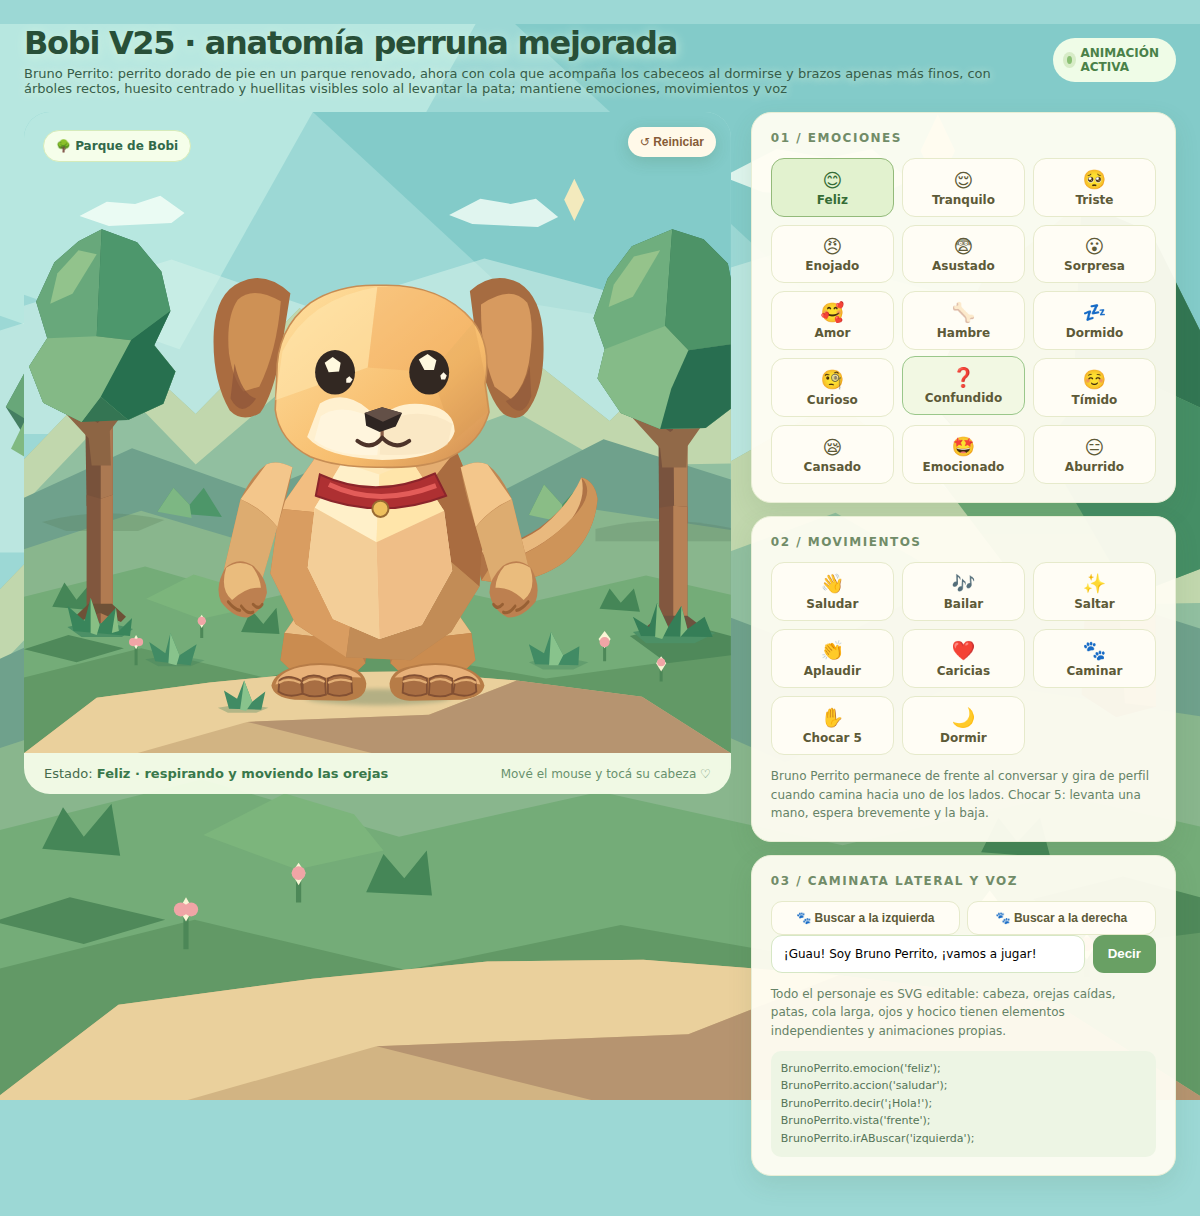 Bobi V25 · anatomía perruna mejorada
Bruno Perrito: perrito dorado de pie en un parque renovado, ahora con cola que acompaña los cabeceos al dormirse y brazos apenas más finos, con
árboles rectos, huesito centrado y huellitas visibles solo al levantar la pata; mantiene emociones, movimientos y voz
ANIMACIÓN
ACTIVA
🌳 Parque de Bobi
↺ Reiniciar
Estado: Feliz · respirando y moviendo las orejas
Mové el mouse y tocá su cabeza ♡
01 / EMOCIONES
Feliz
Tranquilo
Triste
Enojado
Asustado
Sorpresa
Amor
Hambre
Dormido
Curioso
Confundido
Tímido
Cansado
Emocionado
Aburrido
02 / MOVIMIENTOS
Saludar
Bailar
Saltar
Aplaudir
Caricias
Caminar
Chocar 5
Dormir
Bruno Perrito permanece de frente al conversar y gira de perfil
cuando camina hacia uno de los lados. Chocar 5: levanta una
mano, espera brevemente y la baja.
03 / CAMINATA LATERAL Y VOZ
🐾 Buscar a la izquierda
🐾 Buscar a la derecha
¡Guau! Soy Bruno Perrito, ¡vamos a jugar!
Decir
Todo el personaje es SVG editable: cabeza, orejas caídas,
patas, cola larga, ojos y hocico tienen elementos
independientes y animaciones propias.
BrunoPerrito.emocion('feliz');
BrunoPerrito.accion('saludar');
BrunoPerrito.decir('¡Hola!');
BrunoPerrito.vista('frente');
BrunoPerrito.irABuscar('izquierda');